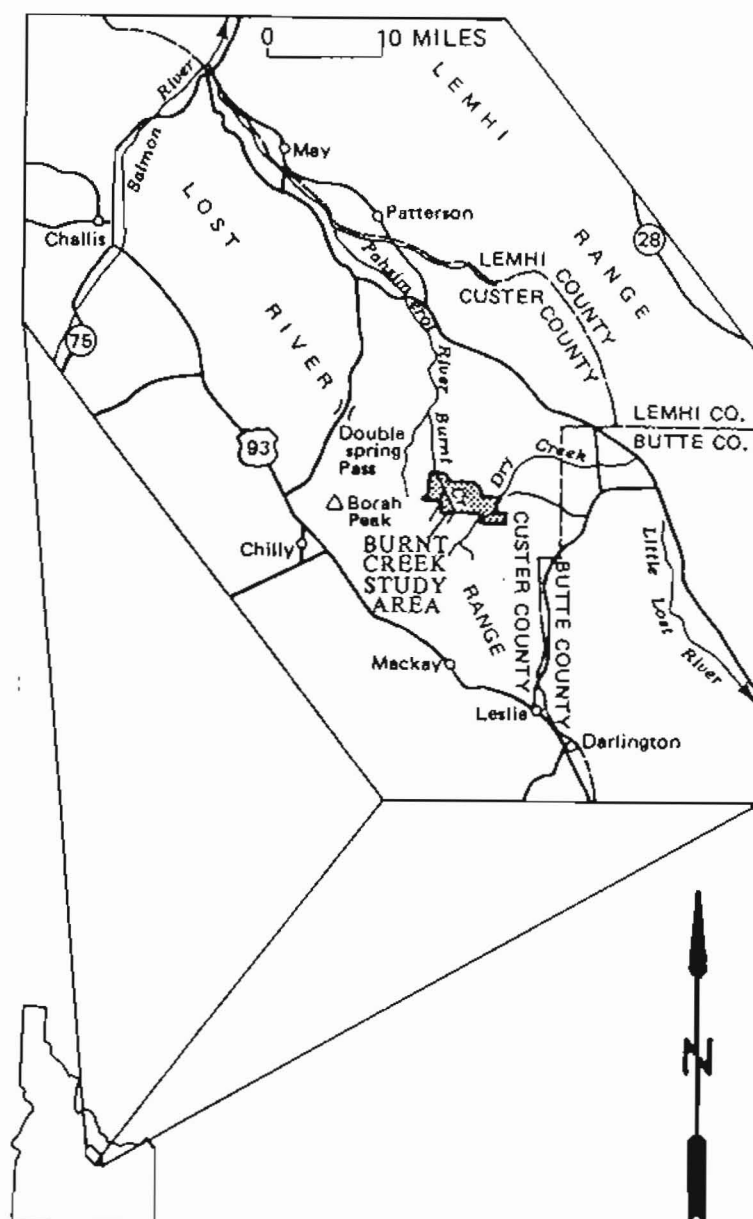 0 10 MILES
River
Salmon
LEMHI
RANGE
May
Patterson
Challis
LOST
RIVER
28
Pahsimeroi
River
LEMHI COUNTY
CUSTER COUNTY
75
Burnt
LEMHI CO.
BUTTE CO.
Double
spring
Pass
93
Dry Creek
Borah
Peak
Chilly
BURNT
CREEK
STUDY
AREA
RANGE
CUSTER COUNTY
BUTTE COUNTY
Little
Lost
River
Mackay
Leslie
Darlington
N